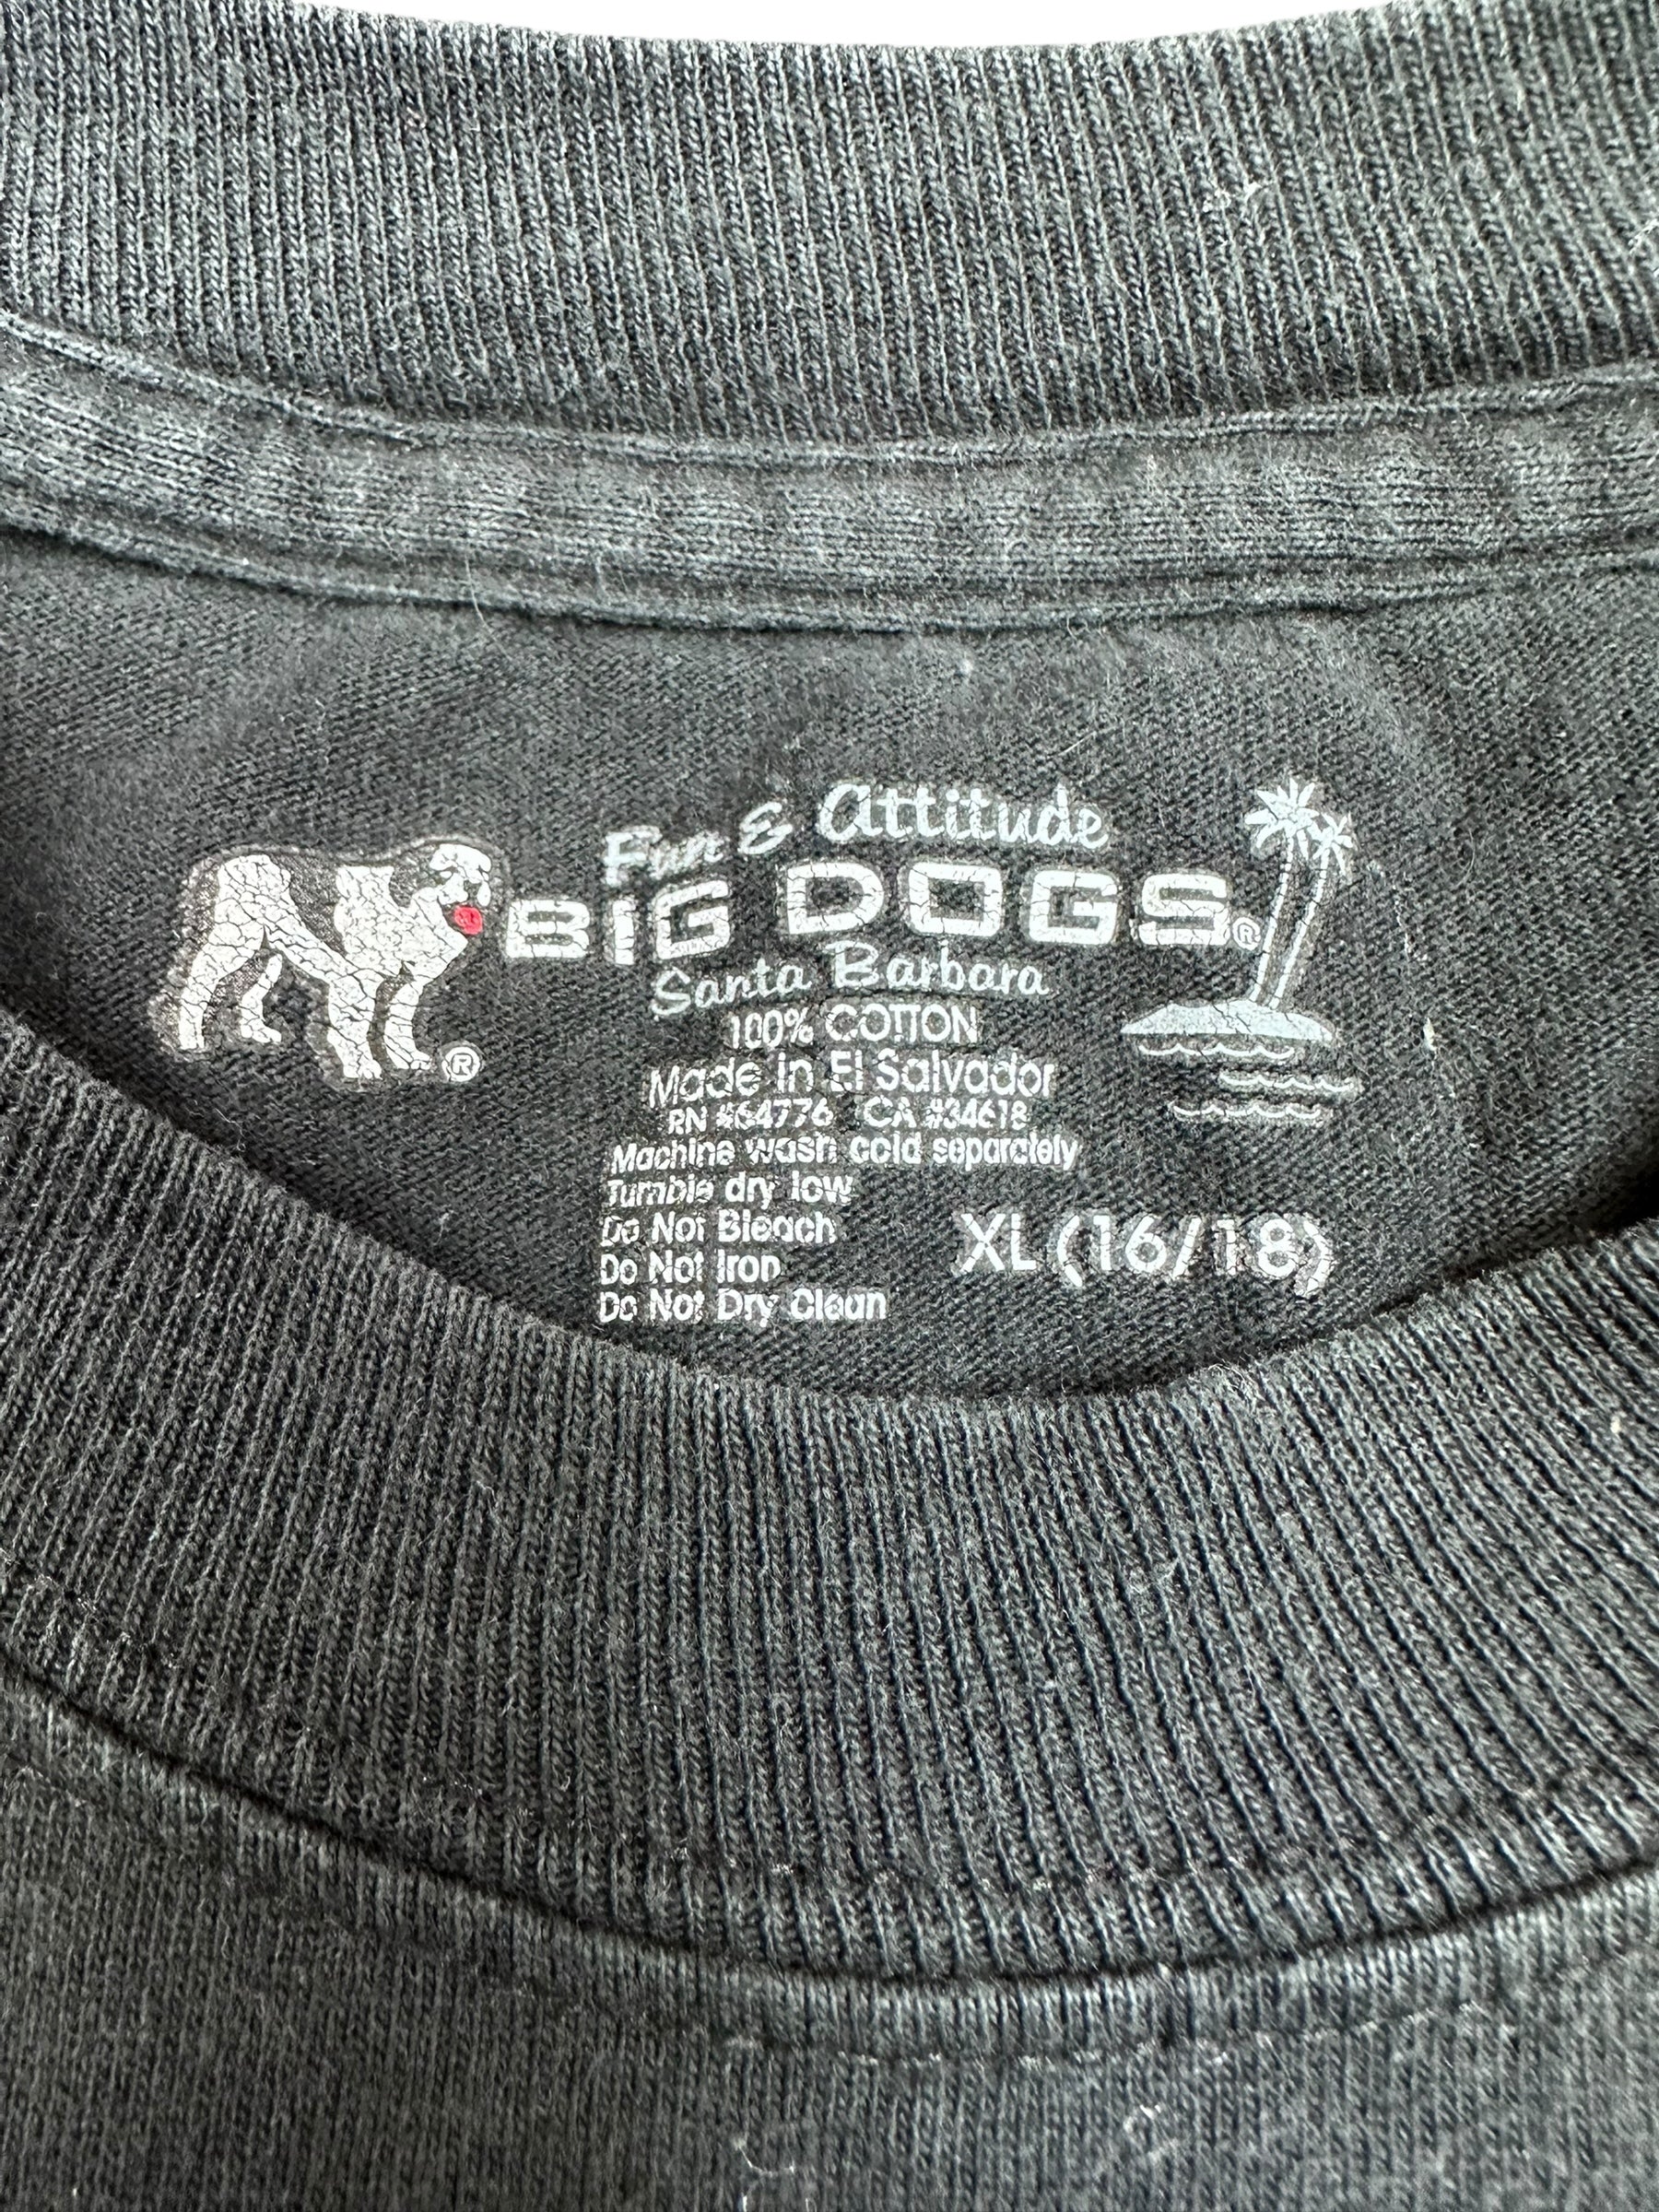 Fun & Attitude
BIG DOGS®
Santa Barbara
100% COTTON
Made in El Salvador
RN #64776 CA #34618
Machine wash cold separately
Tumble dry low
Do Not Bleach
Do Not Iron
Do Not Dry Clean
XL (16/18)
®